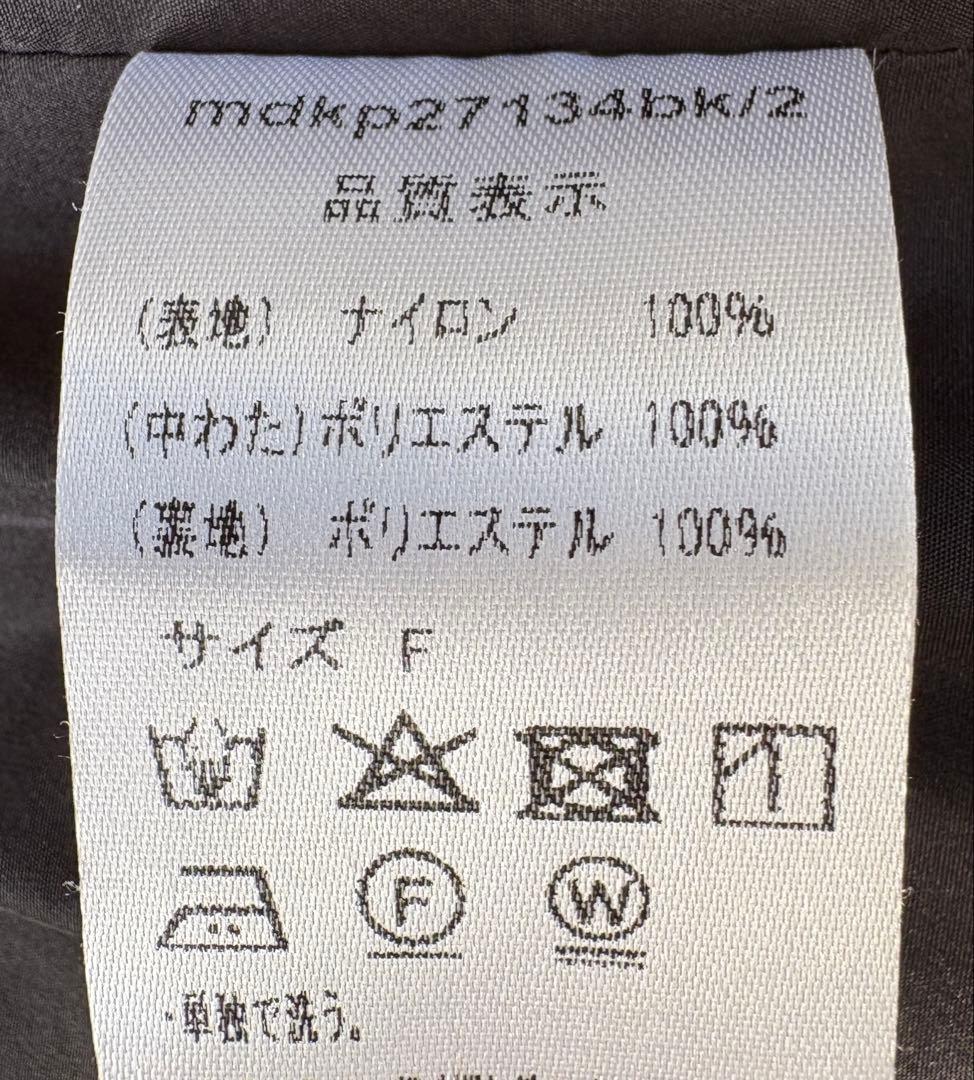 mdkp27134bk/2
品質表示
(表地) ナイロン 100%
(中わた) ポリエステル 100%
(裏地) ポリエステル 100%
サイズ F
F W
・単独で洗う。